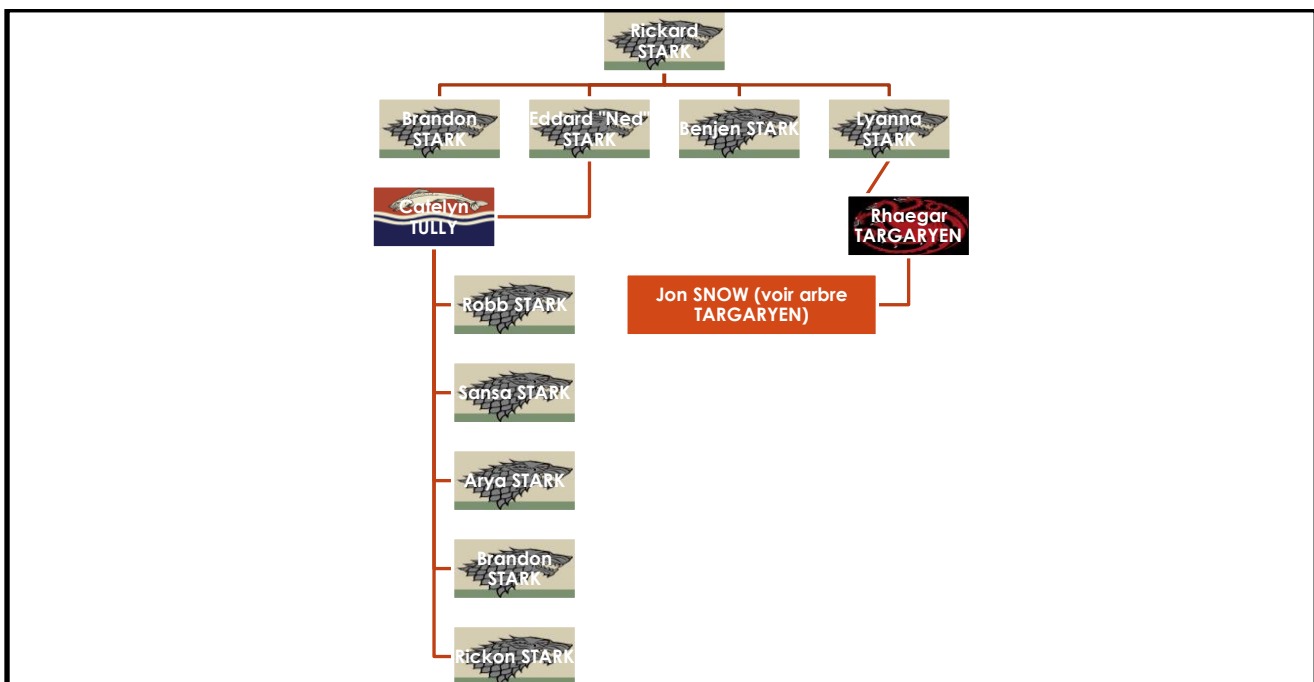 Rickard
STARK
Brandon
STARK
Eddard "Ned"
STARK
Benjen STARK
Lyanna
STARK
Catelyn
TULLY
Rhaegar
TARGARYEN
Robb STARK
Jon SNOW (voir arbre
TARGARYEN)
Sansa STARK
Arya STARK
Brandon
STARK
Rickon STARK